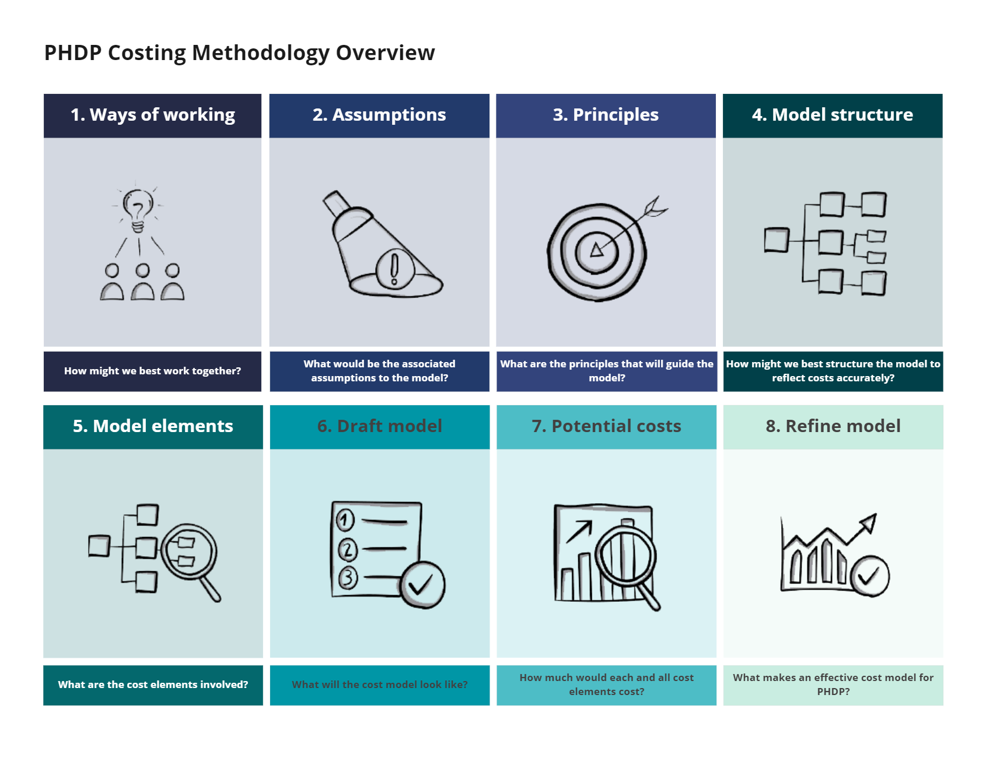 PHDP Costing Methodology Overview
1. Ways of working
2. Assumptions
3. Principles
4. Model structure
How might we best work together?
What would be the associated
assumptions to the model?
What are the principles that will guide the
model?
How might we best structure the model to
reflect costs accurately?
5. Model elements
6. Draft model
7. Potential costs
8. Refine model
1
2
3
What are the cost elements involved?
What will the cost model look like?
How much would each and all cost
elements cost?
What makes an effective cost model for
PHDP?